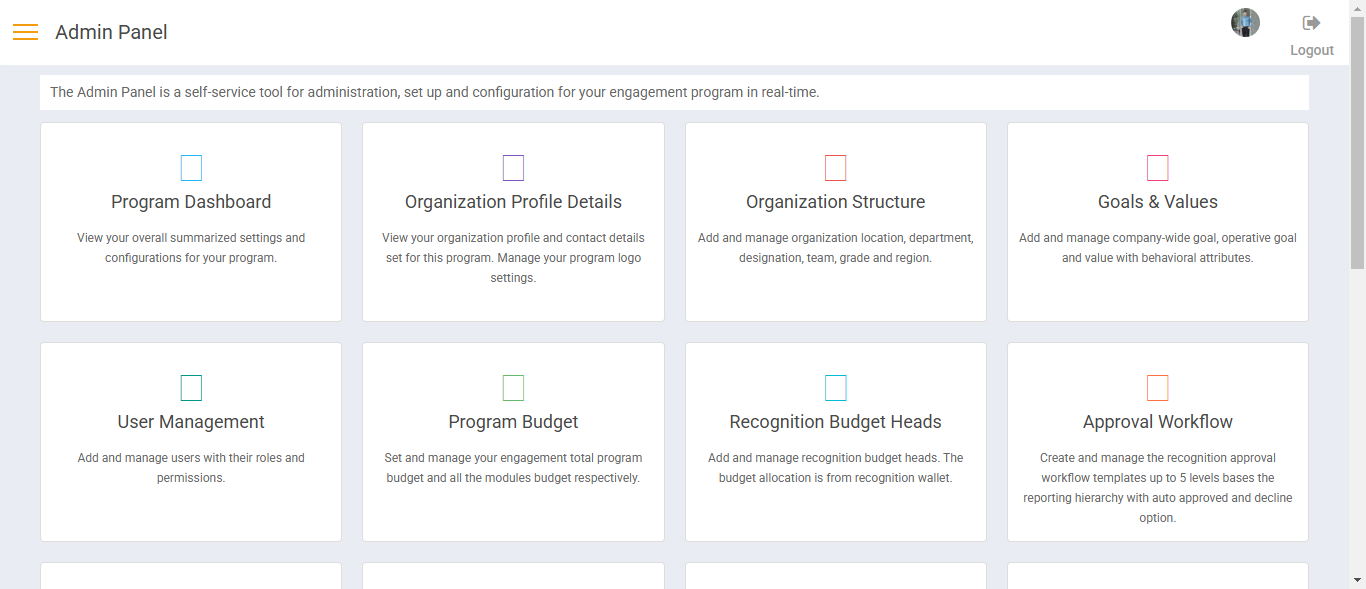 Admin Panel
Logout
The Admin Panel is a self-service tool for administration, set up and configuration for your engagement program in real-time.
Program Dashboard
View your overall summarized settings and
configurations for your program.
Organization Profile Details
View your organization profile and contact details
set for this program. Manage your program logo
settings.
Organization Structure
Add and manage organization location, department,
designation, team, grade and region.
Goals & Values
Add and manage company-wide goal, operative goal
and value with behavioral attributes.
User Management
Add and manage users with their roles and
permissions.
Program Budget
Set and manage your engagement total program
budget and all the modules budget respectively.
Recognition Budget Heads
Add and manage recognition budget heads. The
budget allocation is from recognition wallet.
Approval Workflow
Create and manage the recognition approval
workflow templates up to 5 levels bases the
reporting hierarchy with auto approved and decline
option.